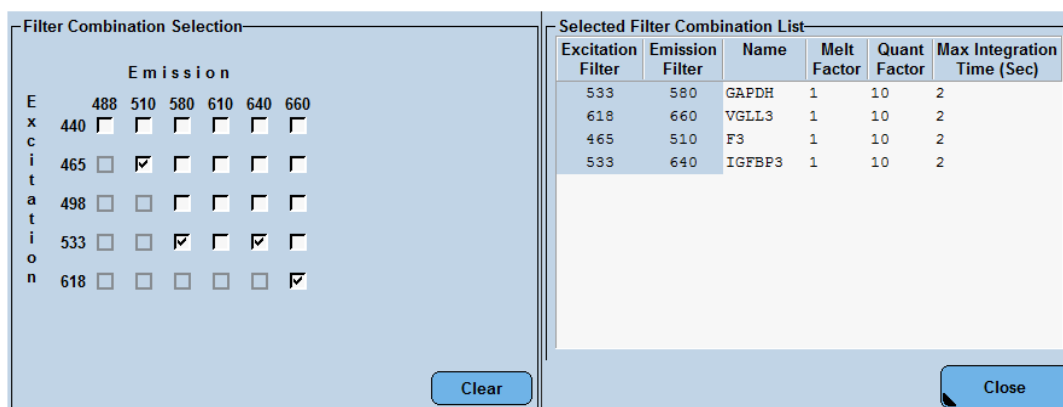 Filter Combination Selection
Emission
Excitation
488 510 580 610 640 660
440
465
498
533
618
Clear
Selected Filter Combination List
Excitation Filter Emission Filter Name Melt Factor Quant Factor Max Integration Time (Sec)
533 580 GAPDH 1 10 2
618 660 VGLL3 1 10 2
465 510 F3 1 10 2
533 640 IGFBP3 1 10 2
Close